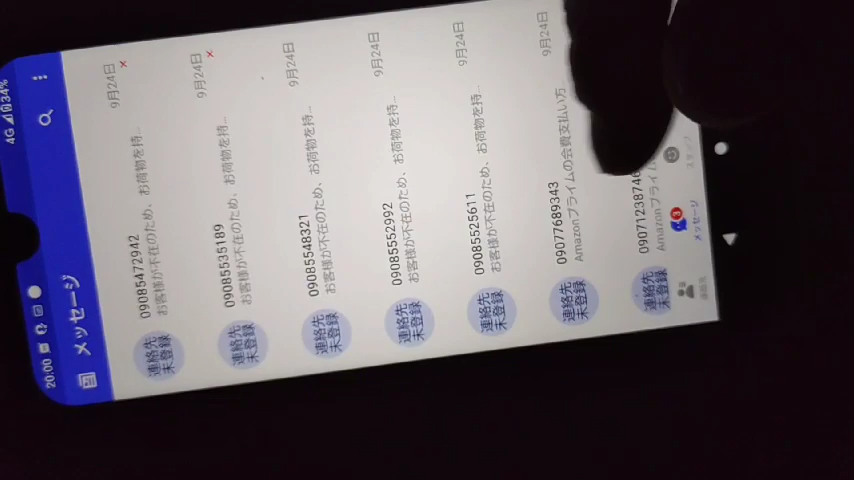 20:00
4G 34%
メッセージ
連絡先
未登録
09085472942
9月24日
お客様が不在のため、お荷物を持...
連絡先
未登録
09085535189
9月24日
お客様が不在のため、お荷物を持...
連絡先
未登録
09085548321
9月24日
お客様が不在のため、お荷物を持...
連絡先
未登録
09085552992
9月24日
お客様が不在のため、お荷物を持...
連絡先
未登録
09085525611
9月24日
お客様が不在のため、お荷物を持...
連絡先
未登録
09077689343
9月24日
Amazonプライムの会費支払い方
連絡先
未登録
0907123874
Amazonプライム
3
連絡先
メッセージ
スタンプ